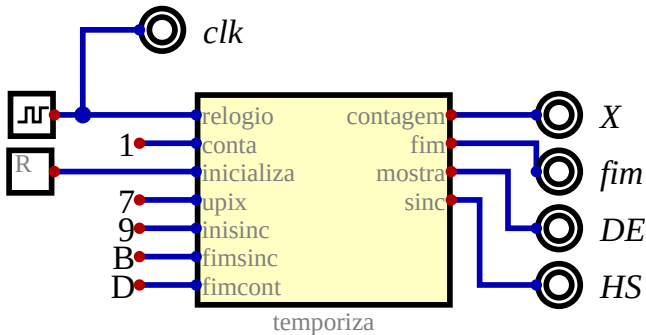 clk
relogio contagem X
1 conta fim
R inicializa mostra fim
7 upix sinc
9 inisinc DE
B fimsinc
D fimcont HS
temporiza